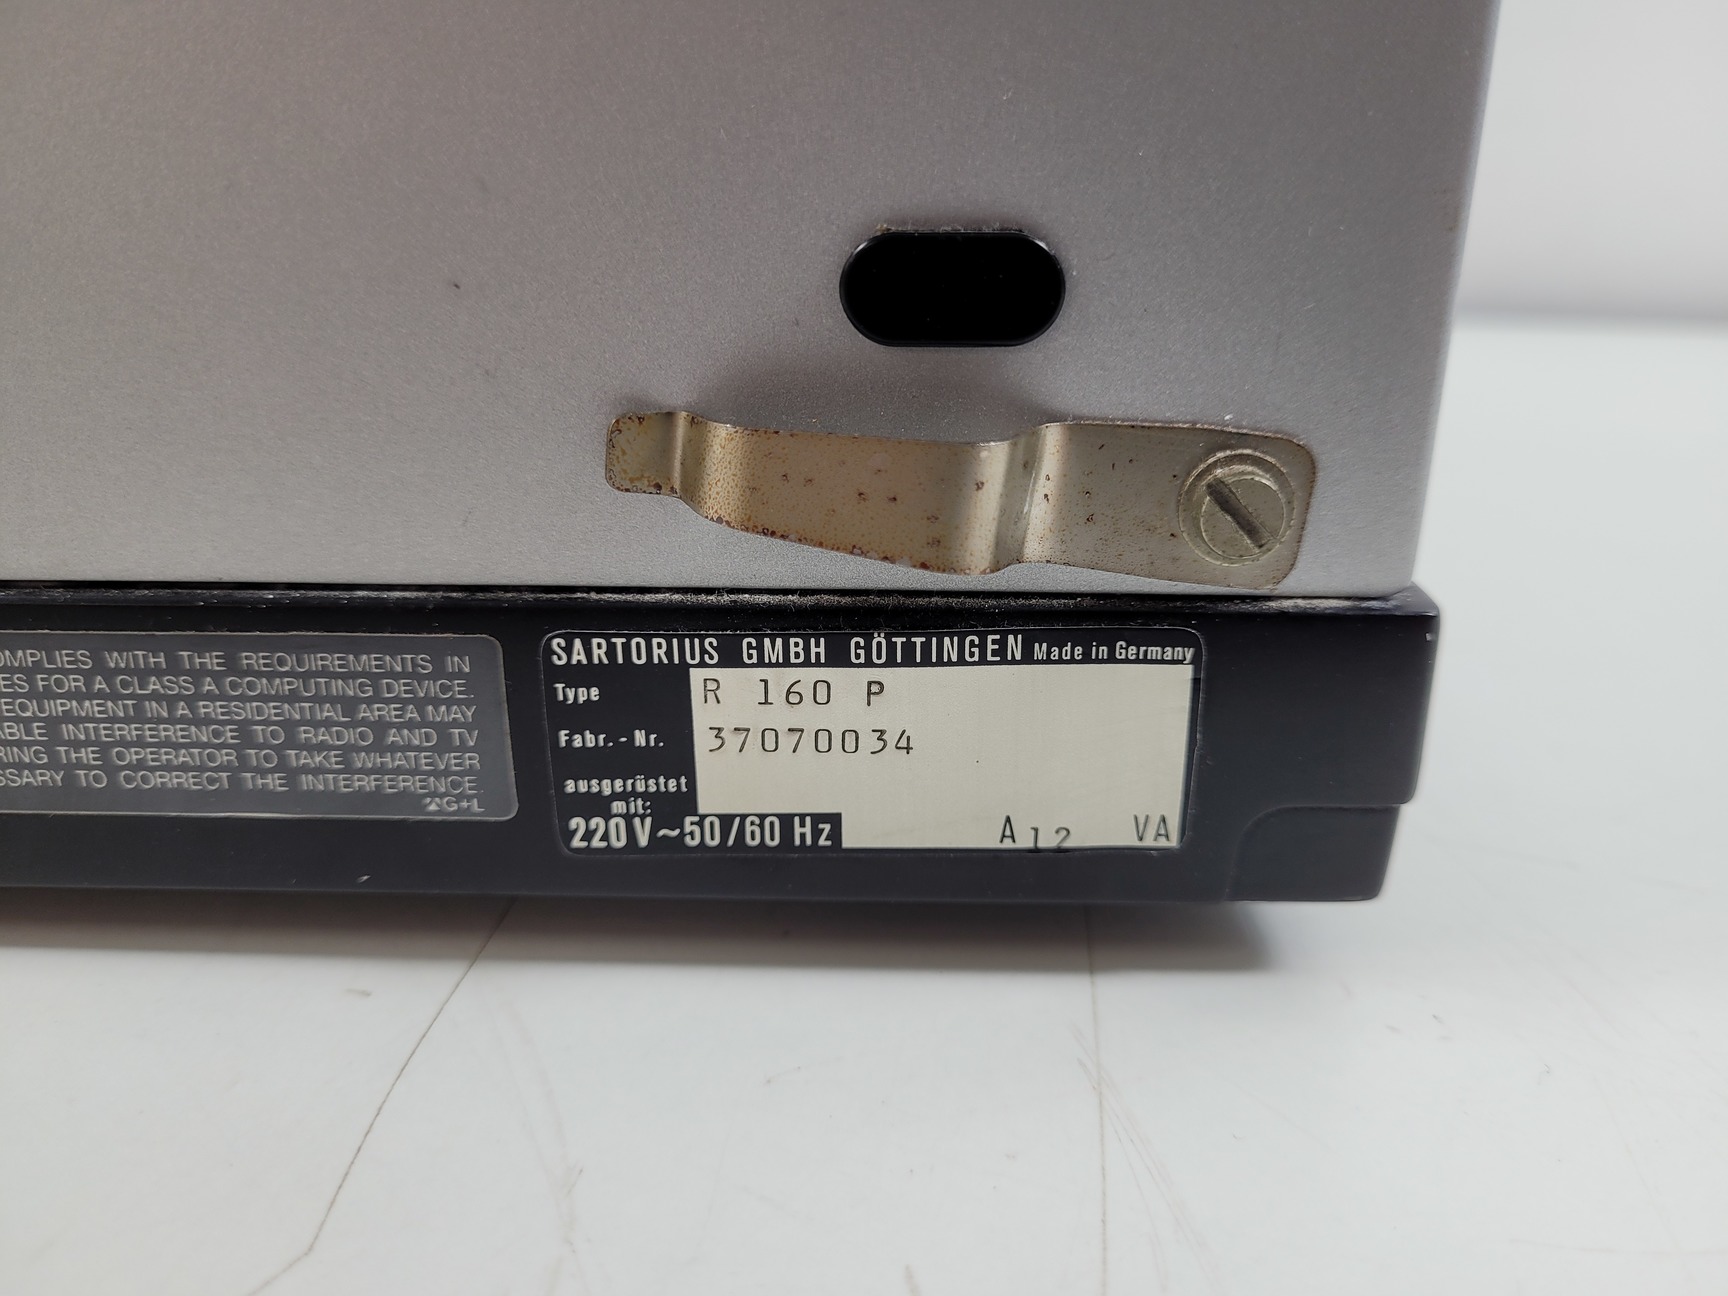 COMPLIES WITH THE REQUIREMENTS IN
ES FOR A CLASS A COMPUTING DEVICE.
EQUIPMENT IN A RESIDENTIAL AREA MAY
ABLE INTERFERENCE TO RADIO AND TV
RING THE OPERATOR TO TAKE WHATEVER
SSARY TO CORRECT THE INTERFERENCE.
G+L
SARTORIUS GMBH GÖTTINGEN Made in Germany
Type R 160 P
Fabr.-Nr. 37070034
ausgerüstet
mit:
220V~50/60 Hz A 12 VA